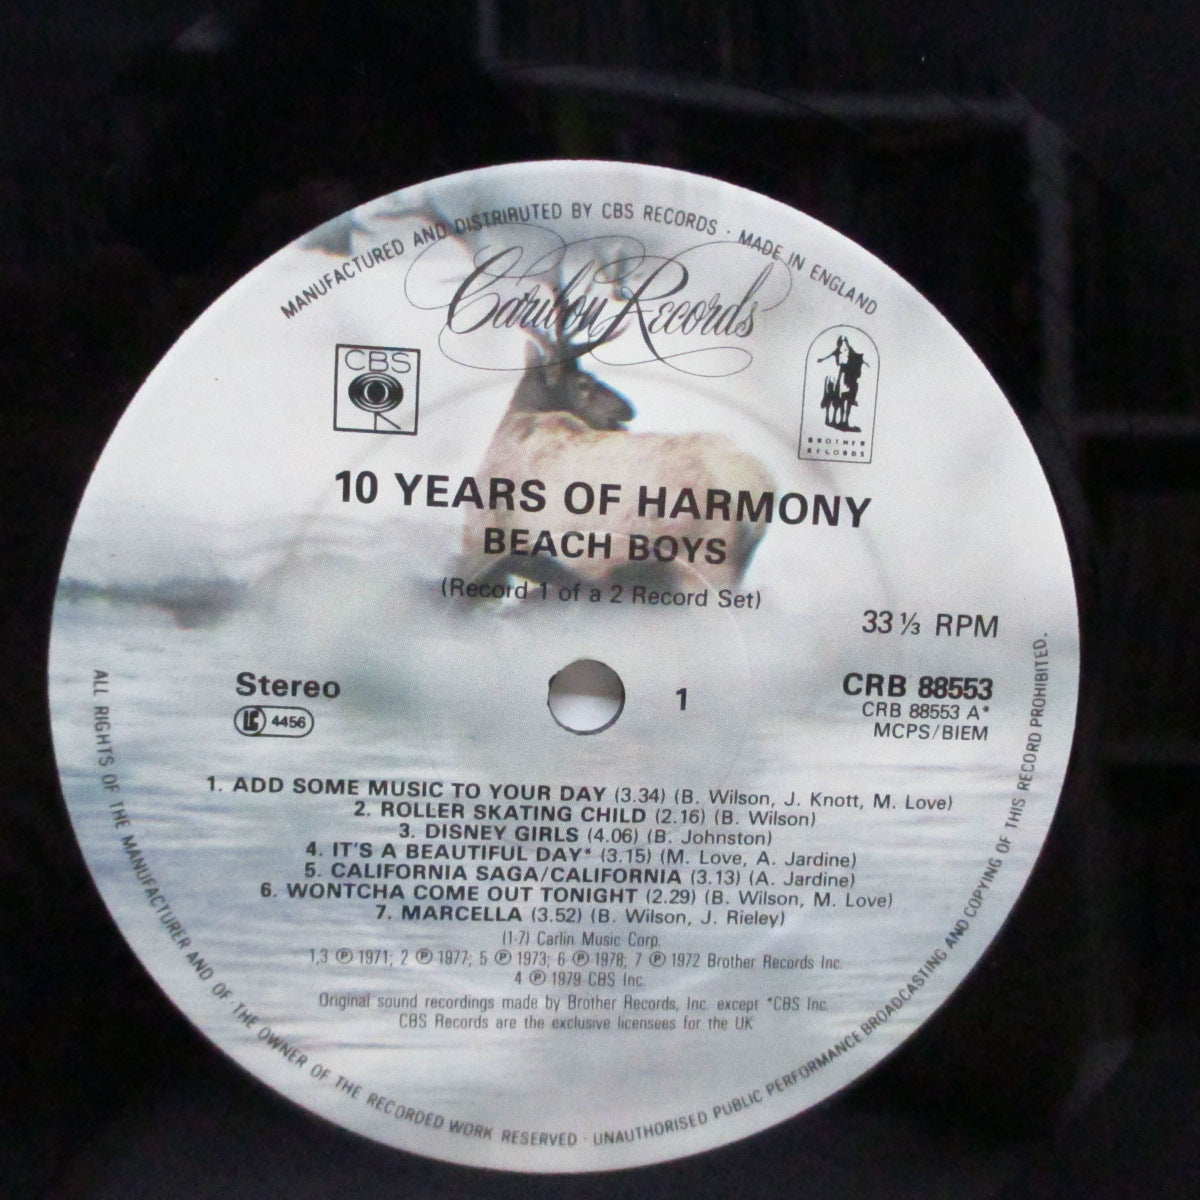 MANUFACTURED AND DISTRIBUTED BY CBS RECORDS · MADE IN ENGLAND
Caribou Records
CBS
BROTHER
RECORDS
10 YEARS OF HARMONY
BEACH BOYS
(Record 1 of a 2 Record Set)
33 ⅓ RPM
Stereo
LC 4456
1
CRB 88553
CRB 88553 A*
MCPS/BIEM
1. ADD SOME MUSIC TO YOUR DAY (3.34) (B. Wilson, J. Knott, M. Love)
2. ROLLER SKATING CHILD (2.16) (B. Wilson)
3. DISNEY GIRLS (4.06) (B. Johnston)
4. IT'S A BEAUTIFUL DAY* (3.15) (M. Love, A. Jardine)
5. CALIFORNIA SAGA/CALIFORNIA (3.13) (A. Jardine)
6. WONTCHA COME OUT TONIGHT (2.29) (B. Wilson, M. Love)
7. MARCELLA (3.52) (B. Wilson, J. Rieley)
(1-7) Carlin Music Corp.
1,3 ℗ 1971; 2 ℗ 1977; 5 ℗ 1973; 6 ℗ 1978; 7 ℗ 1972 Brother Records Inc.
4 ℗ 1979 CBS Inc.
Original sound recordings made by Brother Records, Inc. except *CBS Inc.
CBS Records are the exclusive licensees for the UK
ALL RIGHTS OF THE MANUFACTURER AND OF THE OWNER OF THE RECORDED WORK RESERVED · UNAUTHORISED PUBLIC PERFORMANCE BROADCASTING AND COPYING OF THIS RECORD PROHIBITED.